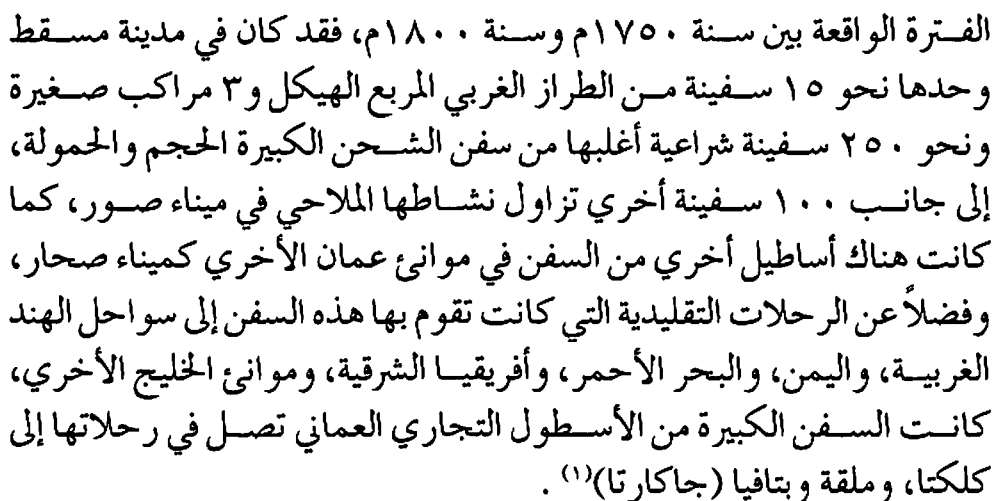 الفترة الواقعة بين سنة ١٧٥٠م وسنة ١٨٠٠م، فقد كان في مدينة مسقط
وحدها نحو ١٥ سفينة من الطراز الغربي المربع الهيكل و٣ مراكب صغيرة
ونحو ٢٥٠ سفينة شراعية أغلبها من سفن الشحن الكبيرة الحجم والحمولة،
إلى جانب ١٠٠ سفينة أخري تزاول نشاطها الملاحي في ميناء صور، كما
كانت هناك أساطيل أخري من السفن في موانئ عمان الأخري كميناء صحار،
وفضلاً عن الرحلات التقليدية التي كانت تقوم بها هذه السفن إلى سواحل الهند
الغربية، واليمن، والبحر الأحمر، وأفريقيا الشرقية، وموانئ الخليج الأخري،
كانت السفن الكبيرة من الأسطول التجاري العماني تصل في رحلاتها إلى
كلكتا، وملقة وبتافيا (جاكارتا)(١) .